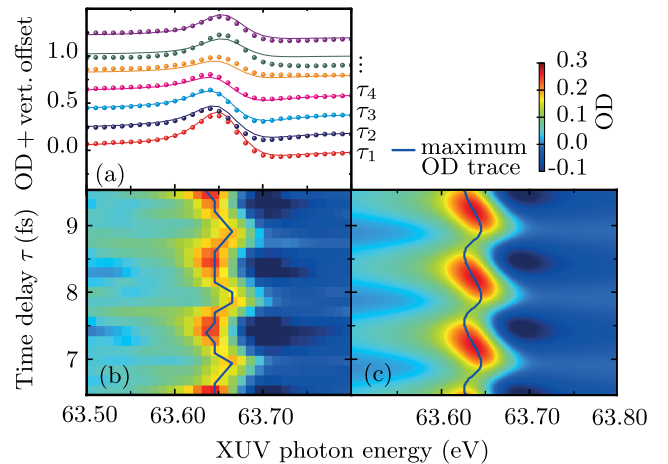 OD + vert. offset
1.0
0.5
0.0
(a)
⋮
τ4
τ3
τ2
τ1
0.3
0.2
0.1
0.0
-0.1
OD
maximum
OD trace
Time delay τ (fs)
9
8
7
(b)
(c)
63.50 63.60 63.70 63.60 63.70 63.80
XUV photon energy (eV)